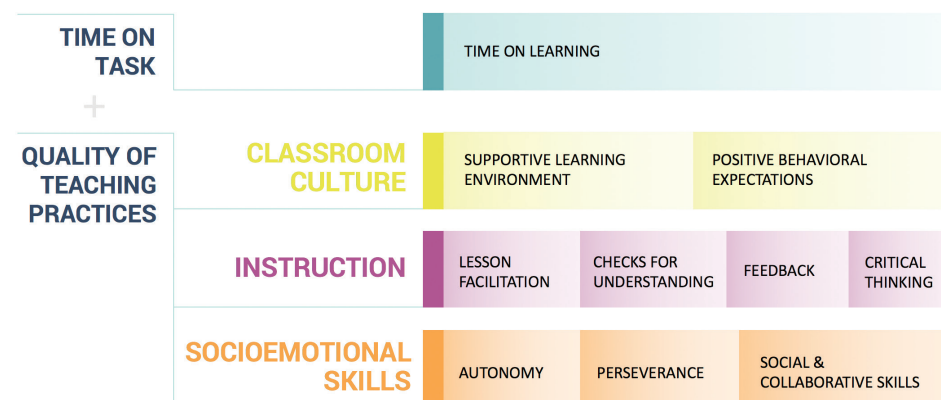 TIME ON
TASK
TIME ON LEARNING
+
QUALITY OF
TEACHING
PRACTICES
CLASSROOM
CULTURE
SUPPORTIVE LEARNING
ENVIRONMENT
POSITIVE BEHAVIORAL
EXPECTATIONS
INSTRUCTION
LESSON
FACILITATION
CHECKS FOR
UNDERSTANDING
FEEDBACK
CRITICAL
THINKING
SOCIOEMOTIONAL
SKILLS
AUTONOMY
PERSEVERANCE
SOCIAL &
COLLABORATIVE SKILLS